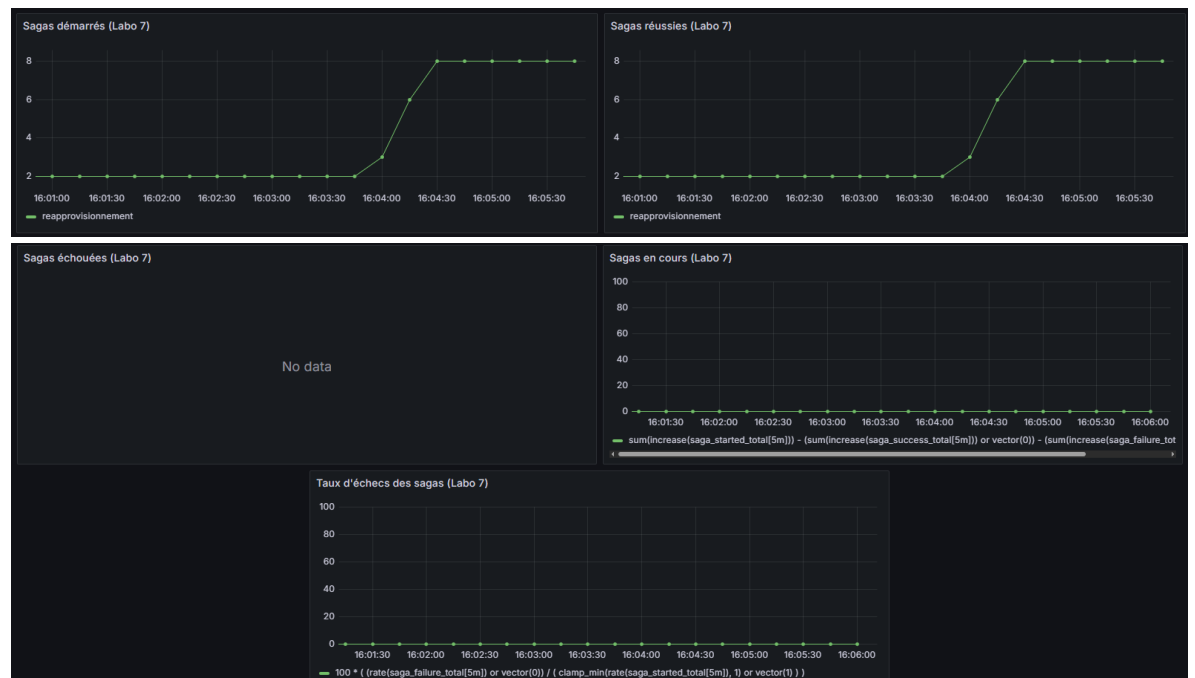 Sagas démarrés (Labo 7)
8
6
4
2
16:01:00 16:01:30 16:02:00 16:02:30 16:03:00 16:03:30 16:04:00 16:04:30 16:05:00 16:05:30
reapprovisionnement
Sagas réussies (Labo 7)
8
6
4
2
16:01:00 16:01:30 16:02:00 16:02:30 16:03:00 16:03:30 16:04:00 16:04:30 16:05:00 16:05:30
reapprovisionnement
Sagas échouées (Labo 7)
No data
Sagas en cours (Labo 7)
100
80
60
40
20
0
16:01:30 16:02:00 16:02:30 16:03:00 16:03:30 16:04:00 16:04:30 16:05:00 16:05:30 16:06:00
sum(increase(saga_started_total[5m])) - (sum(increase(saga_success_total[5m])) or vector(0)) - (sum(increase(saga_failure_tot
Taux d'échecs des sagas (Labo 7)
100
80
60
40
20
0
16:01:30 16:02:00 16:02:30 16:03:00 16:03:30 16:04:00 16:04:30 16:05:00 16:05:30 16:06:00
100 * ( (rate(saga_failure_total[5m]) or vector(0)) / ( clamp_min(rate(saga_started_total[5m]), 1) or vector(1) ) )